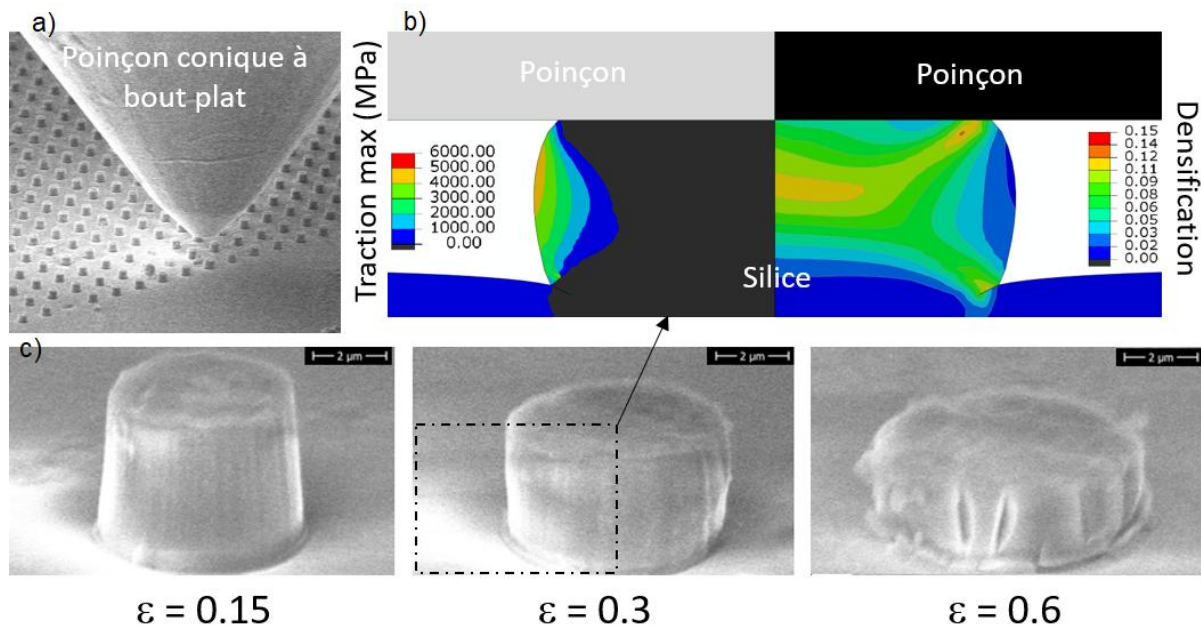 a)
Poinçon conique à
bout plat
b)
Traction max (MPa)
Poinçon
Poinçon
6000.00
5000.00
4000.00
3000.00
2000.00
1000.00
0.00
0.15
0.14
0.12
0.11
0.09
0.08
0.06
0.05
0.03
0.02
0.00
Densification
Silice
c)
2 µm
2 µm
2 µm
ε = 0.15
ε = 0.3
ε = 0.6